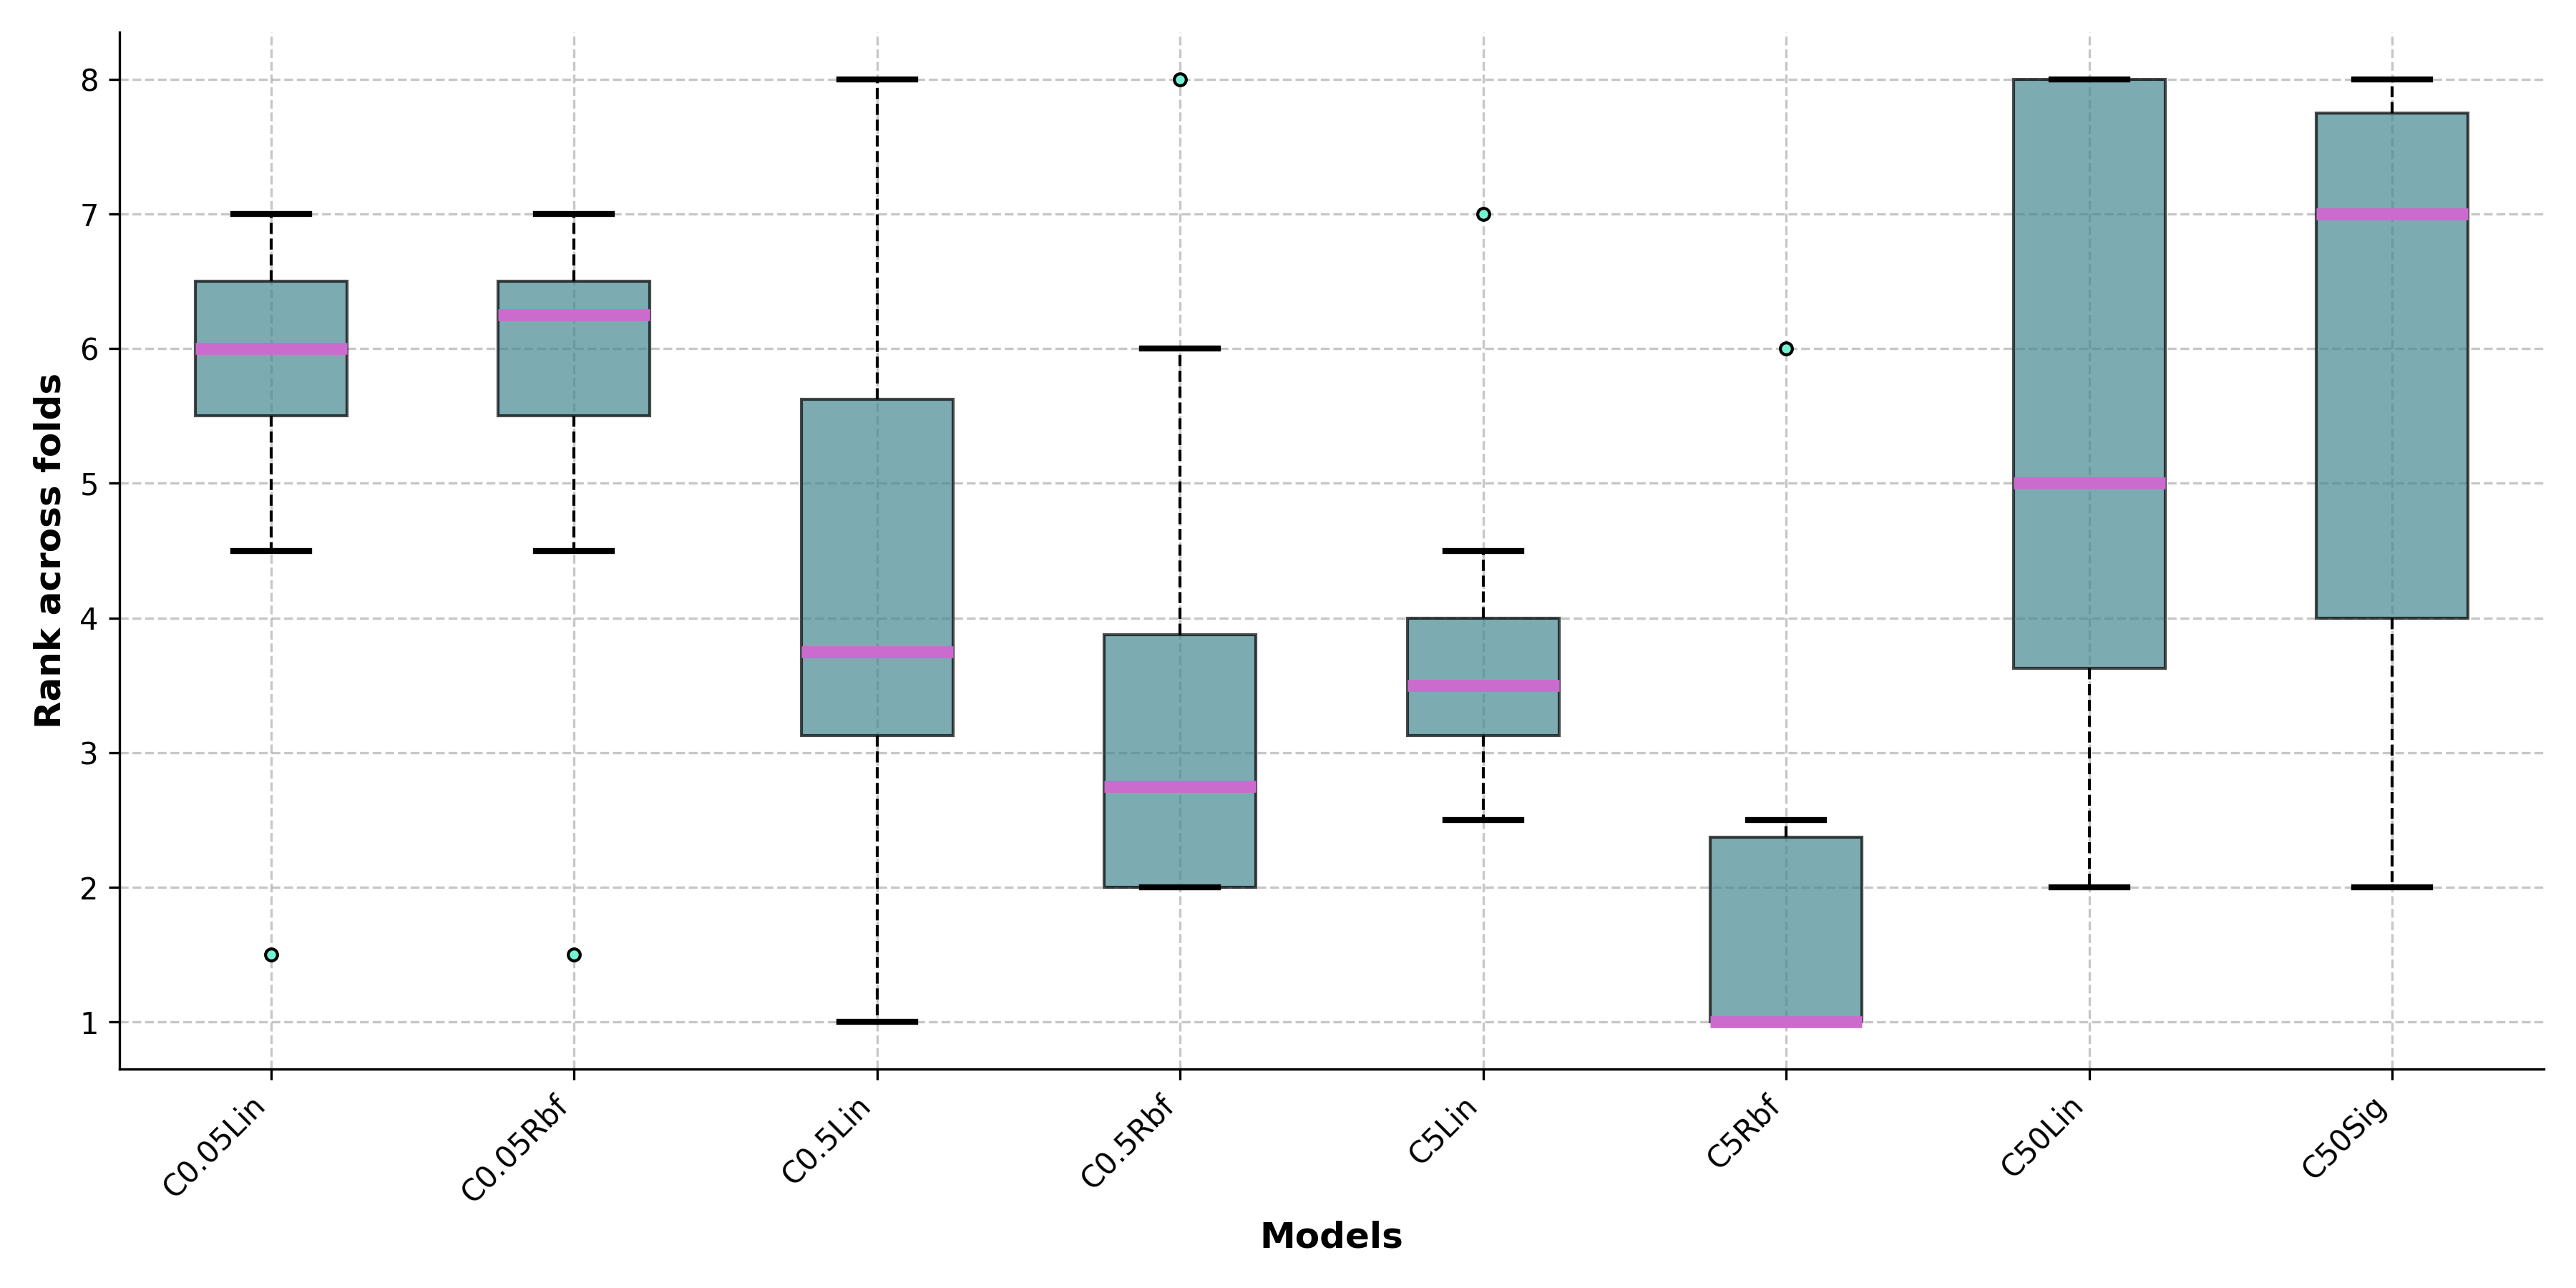 Rank across folds
8
7
6
5
4
3
2
1
C0.05Lin
C0.05Rbf
C0.5Lin
C0.5Rbf
C5Lin
C5Rbf
C50Lin
C50Sig
Models